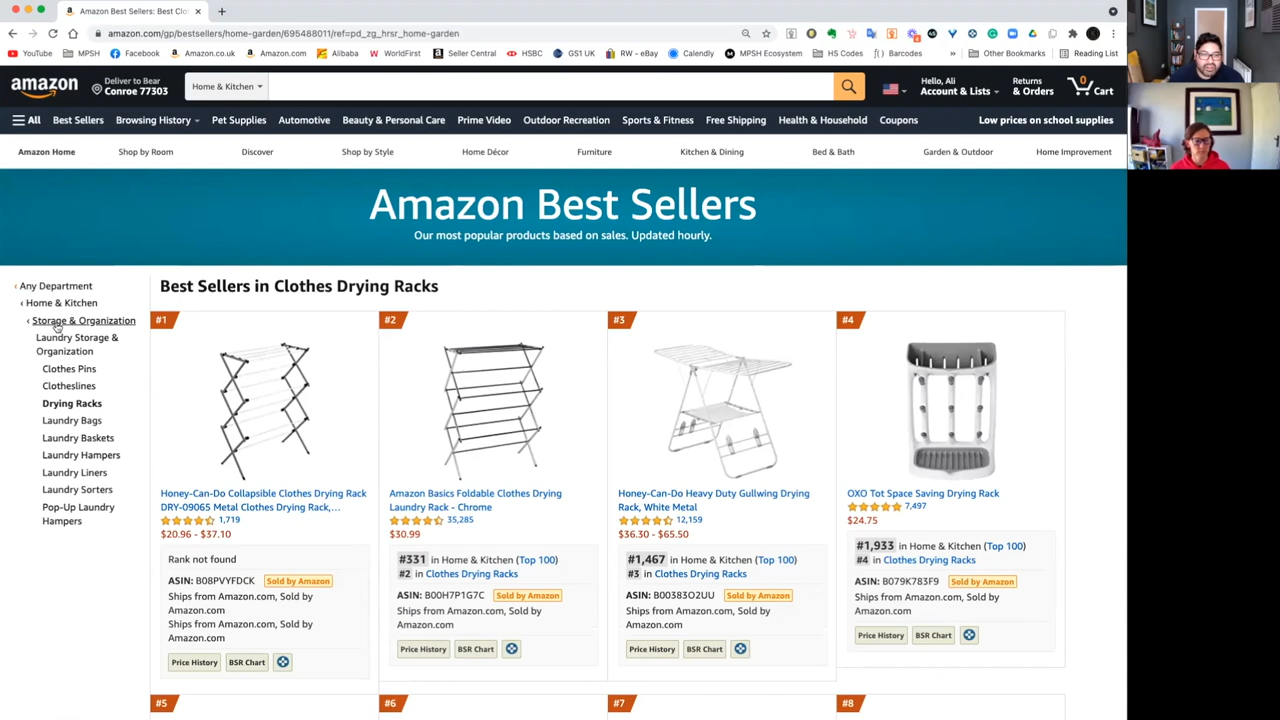 Amazon Best Sellers: Best Clo
amazon.com/gp/bestsellers/home-garden/695488011/ref=pd_zg_hrsr_home-garden
YouTube MPSH Facebook Amazon.co.uk Amazon.com Alibaba WorldFirst Seller Central HSBC GS1 UK RW - eBay Calendly MPSH Ecosystem HS Codes Barcodes » Other Bookmarks Reading List
amazon
Deliver to Bear
Conroe 77303
Home & Kitchen
Hello, Ali
Account & Lists
Returns
& Orders
0
Cart
All Best Sellers Browsing History Pet Supplies Automotive Beauty & Personal Care Prime Video Outdoor Recreation Sports & Fitness Free Shipping Health & Household Coupons Low prices on school supplies
Amazon Home Shop by Room Discover Shop by Style Home Décor Furniture Kitchen & Dining Bed & Bath Garden & Outdoor Home Improvement
Amazon Best Sellers
Our most popular products based on sales. Updated hourly.
‹ Any Department
‹ Home & Kitchen
‹ Storage & Organization
Laundry Storage &
Organization
Clothes Pins
Clotheslines
Drying Racks
Laundry Bags
Laundry Baskets
Laundry Hampers
Laundry Liners
Laundry Sorters
Pop-Up Laundry
Hampers
Best Sellers in Clothes Drying Racks
#1
Honey-Can-Do Collapsible Clothes Drying Rack
DRY-09065 Metal Clothes Drying Rack,...
1,719
$20.96 - $37.10
Rank not found
ASIN: B08PVYFDCK Sold by Amazon
Ships from Amazon.com, Sold by
Amazon.com
Ships from Amazon.com, Sold by
Amazon.com
Price History BSR Chart
#2
Amazon Basics Foldable Clothes Drying
Laundry Rack - Chrome
35,285
$30.99
#331 in Home & Kitchen (Top 100)
#2 in Clothes Drying Racks
ASIN: B00H7P1G7C Sold by Amazon
Ships from Amazon.com, Sold by
Amazon.com
Price History BSR Chart
#3
Honey-Can-Do Heavy Duty Gullwing Drying
Rack, White Metal
12,159
$36.30 - $65.50
#1,467 in Home & Kitchen (Top 100)
#3 in Clothes Drying Racks
ASIN: B00383O2UU Sold by Amazon
Ships from Amazon.com, Sold by
Amazon.com
Price History BSR Chart
#4
OXO Tot Space Saving Drying Rack
7,497
$24.75
#1,933 in Home & Kitchen (Top 100)
#4 in Clothes Drying Racks
ASIN: B079K783F9 Sold by Amazon
Ships from Amazon.com, Sold by
Amazon.com
Price History BSR Chart
#5 #6 #7 #8